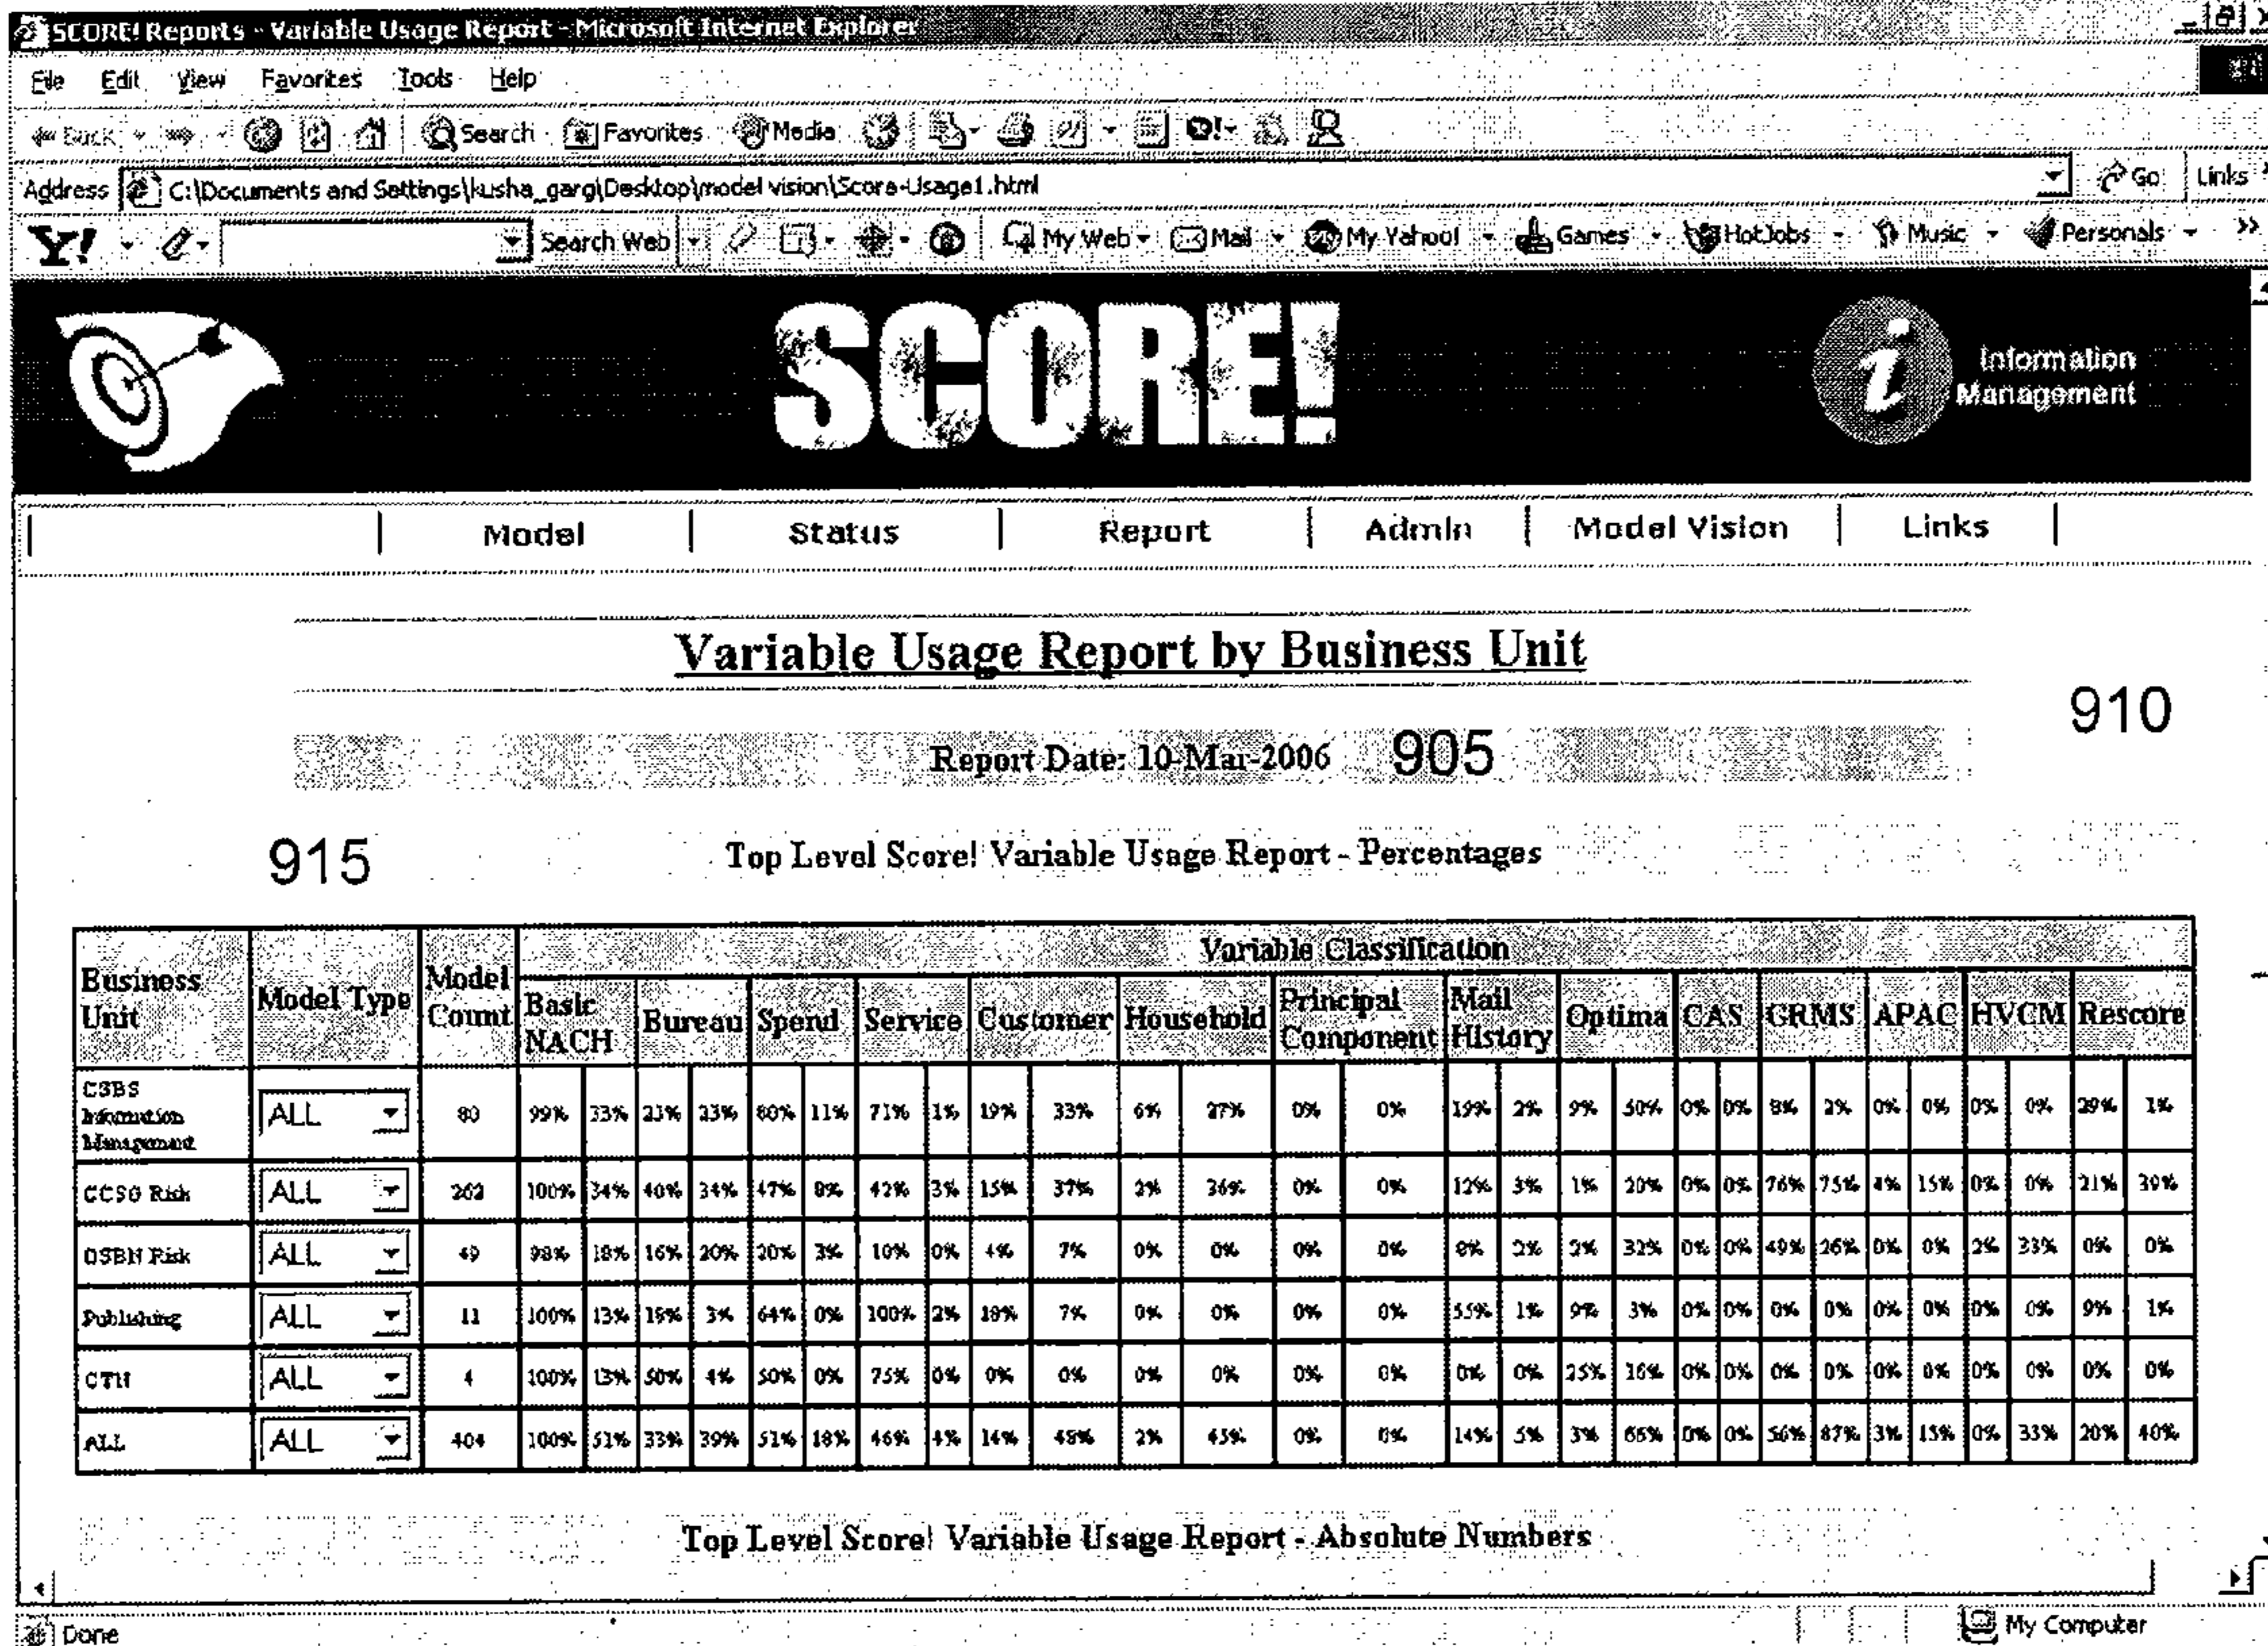 SCORE! Reports - Variable Usage Report - Microsoft Internet Explorer
File Edit View Favorites Tools Help
Back Search Favorites Media
Address C:\Documents and Settings\kusha_garg\Desktop\model vision\Score-Usage1.html Go Links
Y! Search Web My Web Mail My Yahoo! Games HotJobs Music Personals »
SCORE! i Information Management
Model Status Report Admin Model Vision Links
Variable Usage Report by Business Unit
910
Report Date: 10-Mar-2006 905
915 Top Level Score! Variable Usage Report - Percentages
Business Unit Model Type Model Count Variable Classification
Basic NACH Bureau Spend Service Customer Household Principal Component Mail History Optima CAS GRMS APAC HVCM Rescore
CSBS Information Management ALL 80 99% 33% 23% 23% 80% 11% 71% 1% 19% 33% 6% 27% 0% 0% 19% 2% 9% 50% 0% 0% 8% 2% 0% 0% 0% 0% 29% 1%
CCSG Risk ALL 262 100% 34% 40% 34% 47% 8% 42% 3% 15% 37% 2% 36% 0% 0% 12% 3% 1% 20% 0% 0% 76% 75% 4% 15% 0% 0% 21% 39%
OSBN Risk ALL 49 98% 18% 16% 20% 20% 3% 10% 0% 4% 7% 0% 0% 0% 0% 8% 2% 2% 32% 0% 0% 49% 26% 0% 0% 2% 33% 0% 0%
Publishing ALL 11 100% 13% 18% 3% 64% 0% 100% 2% 18% 7% 0% 0% 0% 0% 55% 1% 9% 3% 0% 0% 0% 0% 0% 0% 0% 0% 9% 1%
ALL 4 100% 13% 50% 4% 50% 0% 75% 0% 0% 0% 0% 0% 0% 0% 0% 0% 25% 16% 0% 0% 0% 0% 0% 0% 0% 0% 0% 0%
ALL ALL 404 100% 51% 33% 39% 51% 18% 46% 4% 14% 48% 2% 45% 0% 0% 14% 5% 3% 66% 0% 0% 56% 87% 3% 15% 0% 33% 20% 40%
Top Level Score! Variable Usage Report - Absolute Numbers
Done My Computer